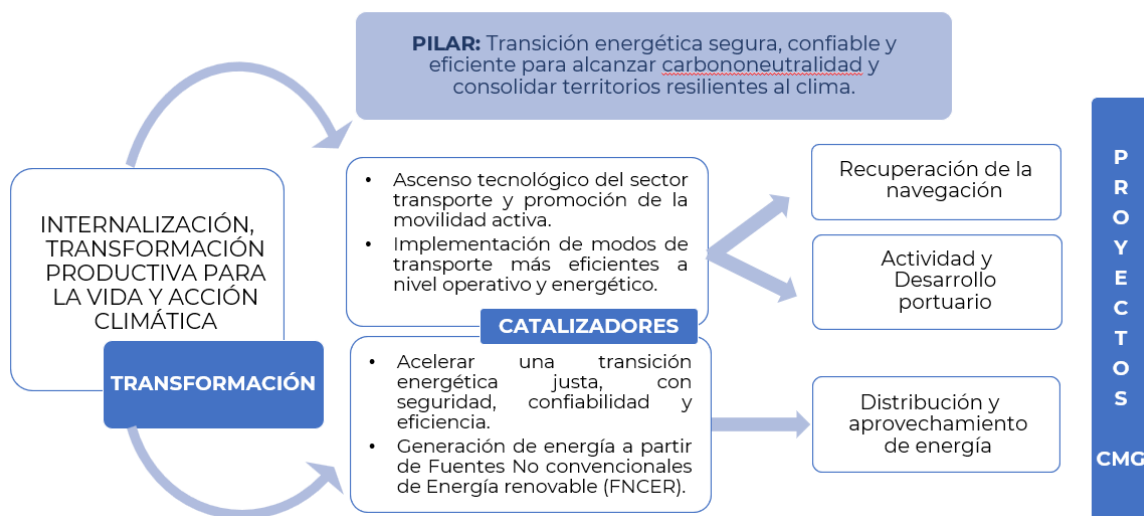 PILAR: Transición energética segura, confiable y
eficiente para alcanzar carbononeutralidad y
consolidar territorios resilientes al clima.
INTERNALIZACIÓN,
TRANSFORMACIÓN
PRODUCTIVA PARA
LA VIDA Y ACCIÓN
CLIMÁTICA
TRANSFORMACIÓN
• Ascenso tecnológico del sector
transporte y promoción de la
movilidad activa.
• Implementación de modos de
transporte más eficientes a
nivel operativo y energético.
CATALIZADORES
• Acelerar una transición
energética justa, con
seguridad, confiabilidad y
eficiencia.
• Generación de energía a partir
de Fuentes No convencionales
de Energía renovable (FNCER).
Recuperación de la
navegación
Actividad y
Desarrollo
portuario
Distribución y
aprovechamiento
de energía
P
R
O
Y
E
C
T
O
S
CMG